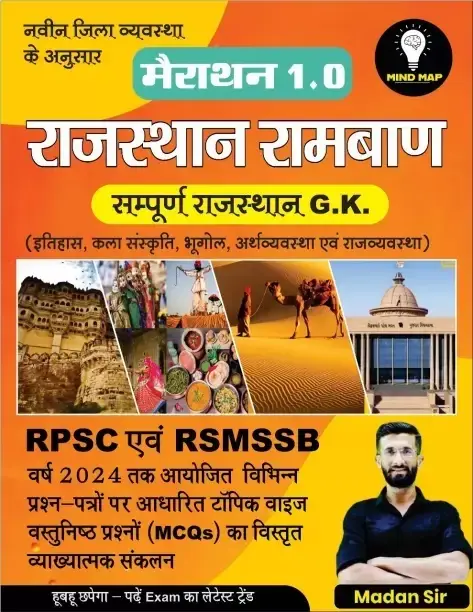 नवीन जिला व्यवस्था
के अनुसार
मैराथन 1.0
MIND MAP
राजस्थान रामबाण
सम्पूर्ण राजस्थान G.K.
(इतिहास, कला संस्कृति, भूगोल, अर्थव्यवस्था एवं राजव्यवस्था)
RPSC एवं RSMSSB
वर्ष 2024 तक आयोजित विभिन्न
प्रश्न-पत्रों पर आधारित टॉपिक वाइज
वस्तुनिष्ठ प्रश्नों (MCQs) का विस्तृत
व्याख्यात्मक संकलन
हूबहू छपेगा – पढ़ें Exam का लेटेस्ट ट्रेंड
Madan Sir